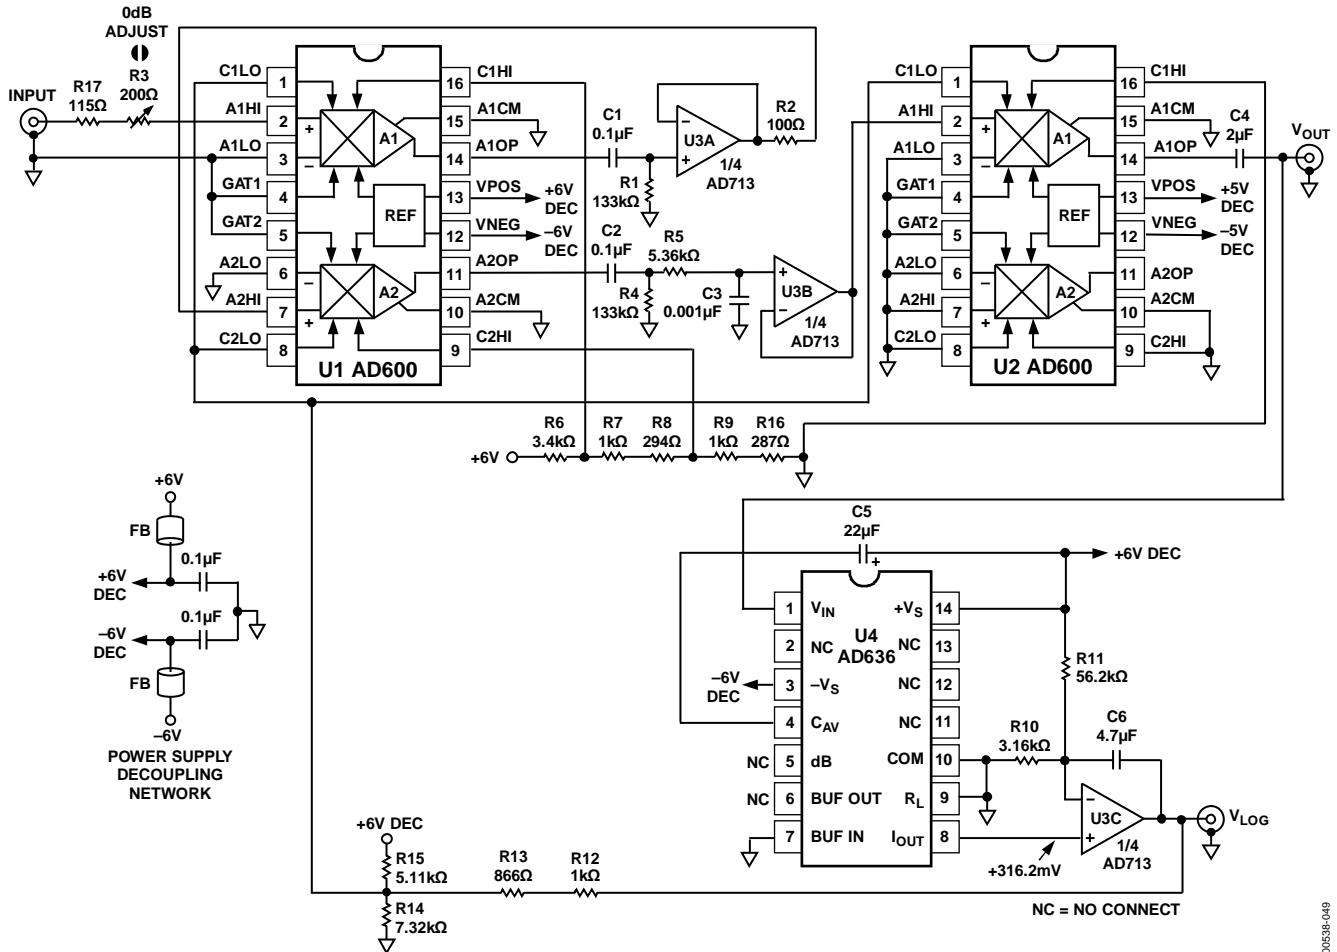 0dB
ADJUST
INPUT
R17
115Ω
R3
200Ω
C1LO
A1HI
A1LO
GAT1
GAT2
A2LO
A2HI
C2LO
1
2
3
4
5
6
7
8
+
–
–
+
A1
REF
A2
16
15
14
13
12
11
10
9
U1 AD600
C1HI
A1CM
A1OP
VPOS
VNEG
A2OP
A2CM
C2HI
+6V
DEC
–6V
DEC
C1
0.1µF
R1
133kΩ
–
+
U3A
1/4
AD713
R2
100Ω
C2
0.1µF
R5
5.36kΩ
R4
133kΩ
C3
0.001µF
+
–
U3B
1/4
AD713
C1LO
A1HI
A1LO
GAT1
GAT2
A2LO
A2HI
C2LO
1
2
3
4
5
6
7
8
+
–
–
+
A1
REF
A2
16
15
14
13
12
11
10
9
U2 AD600
C1HI
A1CM
A1OP
VPOS
VNEG
A2OP
A2CM
C2HI
+5V
DEC
–5V
DEC
C4
2µF
VOUT
+6V
R6
3.4kΩ
R7
1kΩ
R8
294Ω
R9
1kΩ
R16
287Ω
+6V
FB
0.1µF
+6V
DEC
0.1µF
–6V
DEC
FB
–6V
POWER SUPPLY
DECOUPLING
NETWORK
C5
22µF
+
+6V DEC
1
2
3
4
5
6
7
VIN
NC
–VS
CAV
dB
BUF OUT
BUF IN
U4
AD636
+VS
NC
NC
NC
COM
RL
IOUT
14
13
12
11
10
9
8
–6V
DEC
NC
NC
R11
56.2kΩ
R10
3.16kΩ
C6
4.7µF
–
+
U3C
1/4
AD713
VLOG
+316.2mV
NC = NO CONNECT
+6V DEC
R15
5.11kΩ
R13
866Ω
R12
1kΩ
R14
7.32kΩ
00538-049